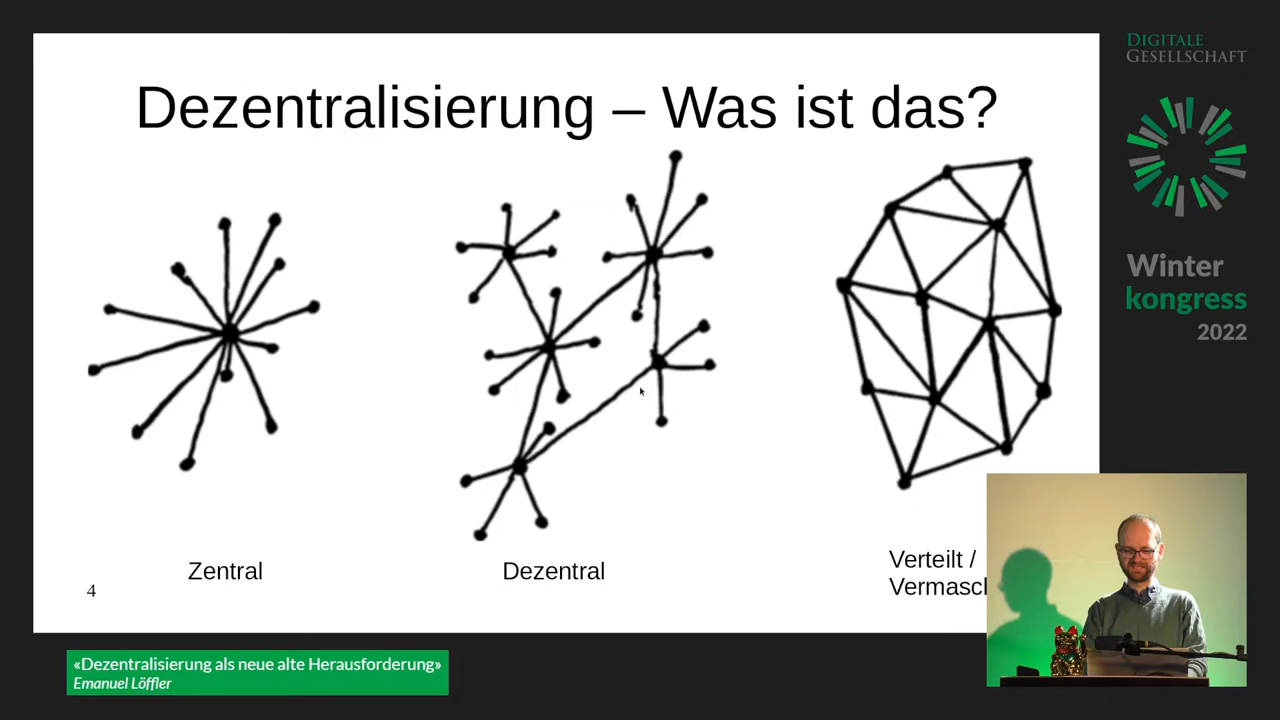 Dezentralisierung – Was ist das?
Zentral
Dezentral
Verteilt /
4
DIGITALE
GESELLSCHAFT
Winter
kongress
2022
«Dezentralisierung als neue alte Herausforderung»
Emanuel Löffler